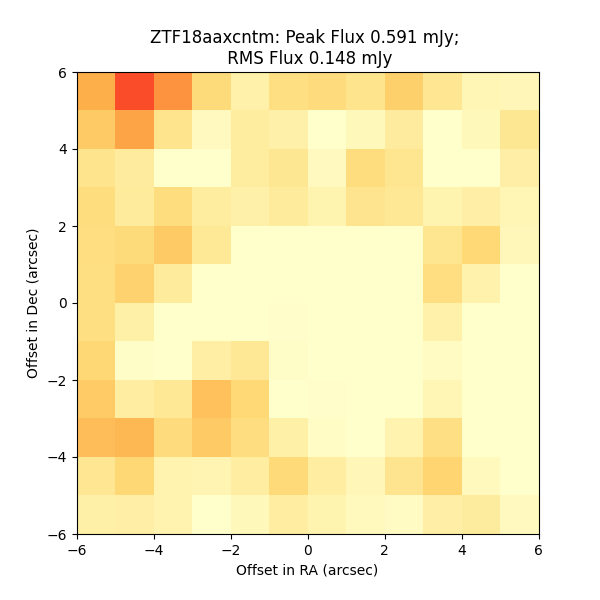 ZTF18aaxcntm: Peak Flux 0.591 mJy;
RMS Flux 0.148 mJy
6
4
2
0
−2
−4
−6
Offset in Dec (arcsec)
−6 −4 −2 0 2 4 6
Offset in RA (arcsec)